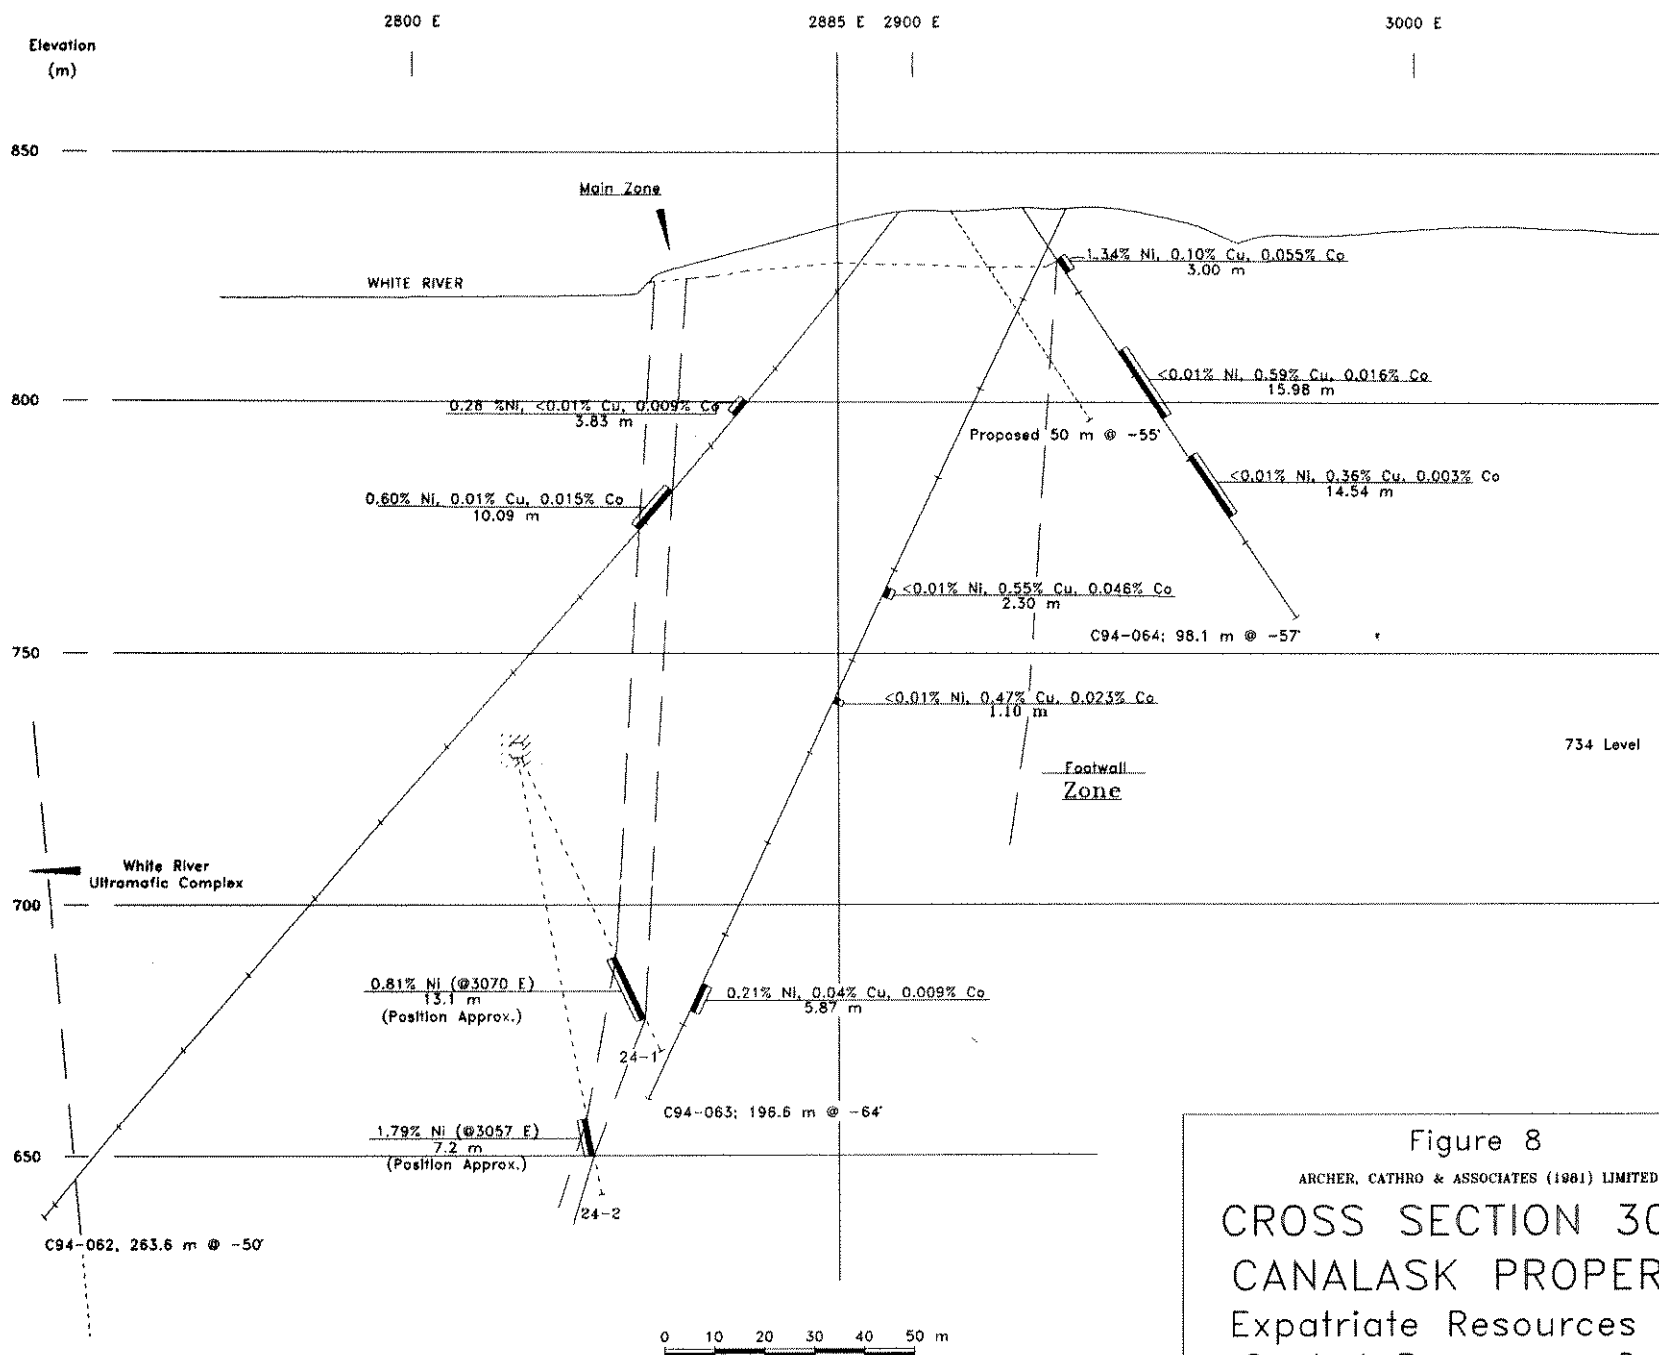 2800 E
2885 E 2900 E
3000 E
Elevation
(m)
850
Main Zone
WHITE RIVER
1.34% Ni, 0.10% Cu, 0.055% Co
3.00 m
<0.01% Ni, 0.59% Cu, 0.016% Co
15.98 m
800
0.28 %Ni, <0.01% Cu, 0.009% Co
3.83 m
Proposed 50 m @ -55°
0.60% Ni, 0.01% Cu, 0.015% Co
10.09 m
<0.01% Ni, 0.36% Cu, 0.003% Co
14.54 m
<0.01% Ni, 0.55% Cu, 0.046% Co
2.30 m
C94-064; 98.1 m @ -57°
750
<0.01% Ni, 0.47% Cu, 0.023% Co
1.10 m
734 Level
Footwall
Zone
White River
Ultramafic Complex
700
0.81% Ni (@3070 E)
13.1 m
(Position Approx.)
0.21% Ni, 0.04% Cu, 0.009% Co
5.87 m
24-1
C94-063; 196.6 m @ -64°
1.79% Ni (@3057 E)
7.2 m
(Position Approx.)
650
24-2
C94-062, 263.6 m @ -50°
0 10 20 30 40 50 m
Figure 8
ARCHER, CATHRO & ASSOCIATES (1981) LIMITED
CROSS SECTION 30
CANALASK PROPER
Expatriate Resources